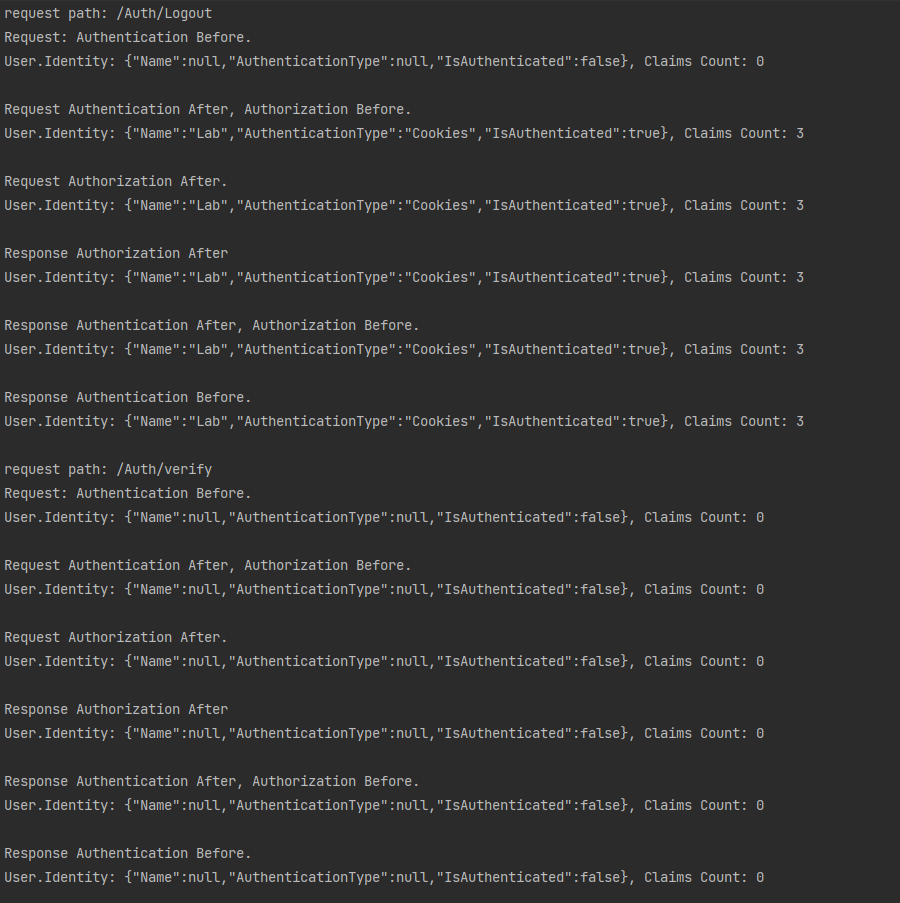 request path: /Auth/Logout
Request: Authentication Before.
User.Identity: {"Name":null,"AuthenticationType":null,"IsAuthenticated":false}, Claims Count: 0
Request Authentication After, Authorization Before.
User.Identity: {"Name":"Lab","AuthenticationType":"Cookies","IsAuthenticated":true}, Claims Count: 3
Request Authorization After.
User.Identity: {"Name":"Lab","AuthenticationType":"Cookies","IsAuthenticated":true}, Claims Count: 3
Response Authorization After
User.Identity: {"Name":"Lab","AuthenticationType":"Cookies","IsAuthenticated":true}, Claims Count: 3
Response Authentication After, Authorization Before.
User.Identity: {"Name":"Lab","AuthenticationType":"Cookies","IsAuthenticated":true}, Claims Count: 3
Response Authentication Before.
User.Identity: {"Name":"Lab","AuthenticationType":"Cookies","IsAuthenticated":true}, Claims Count: 3
request path: /Auth/verify
Request: Authentication Before.
User.Identity: {"Name":null,"AuthenticationType":null,"IsAuthenticated":false}, Claims Count: 0
Request Authentication After, Authorization Before.
User.Identity: {"Name":null,"AuthenticationType":null,"IsAuthenticated":false}, Claims Count: 0
Request Authorization After.
User.Identity: {"Name":null,"AuthenticationType":null,"IsAuthenticated":false}, Claims Count: 0
Response Authorization After
User.Identity: {"Name":null,"AuthenticationType":null,"IsAuthenticated":false}, Claims Count: 0
Response Authentication After, Authorization Before.
User.Identity: {"Name":null,"AuthenticationType":null,"IsAuthenticated":false}, Claims Count: 0
Response Authentication Before.
User.Identity: {"Name":null,"AuthenticationType":null,"IsAuthenticated":false}, Claims Count: 0